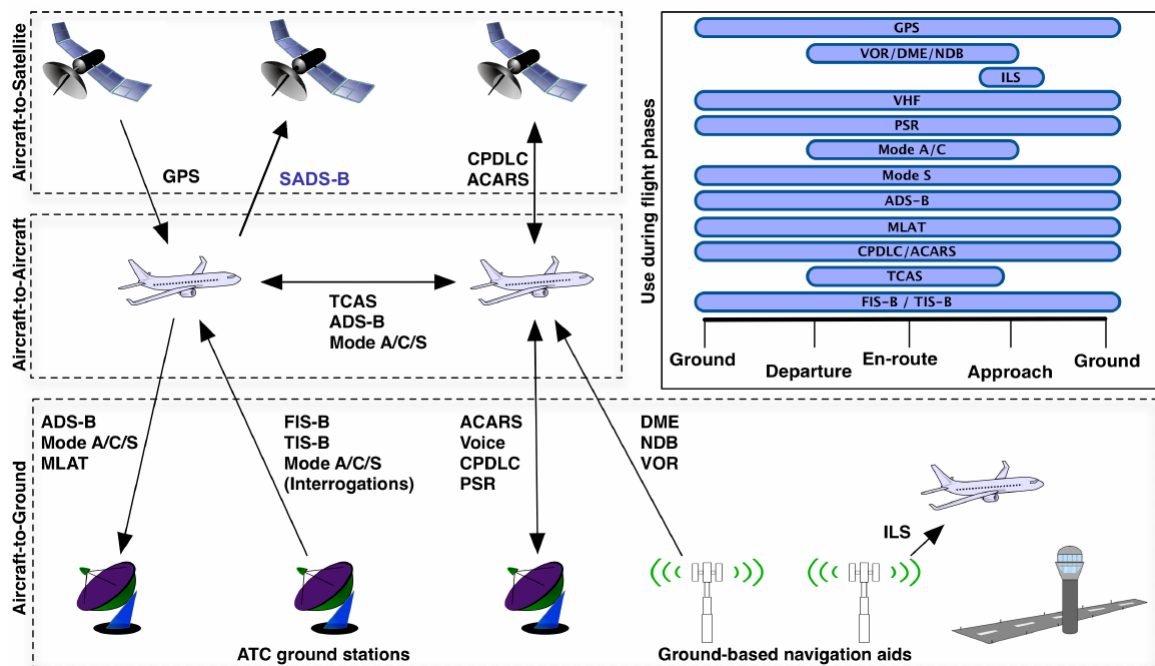 Aircraft-to-Satellite
GPS
SADS-B
CPDLC
ACARS
Aircraft-to-Aircraft
TCAS
ADS-B
Mode A/C/S
Use during flight phases
GPS
VOR/DME/NDB
ILS
VHF
PSR
Mode A/C
Mode S
ADS-B
MLAT
CPDLC/ACARS
TCAS
FIS-B / TIS-B
Ground
Departure
En-route
Approach
Ground
Aircraft-to-Ground
ADS-B
Mode A/C/S
MLAT
FIS-B
TIS-B
Mode A/C/S
(Interrogations)
ACARS
Voice
CPDLC
PSR
DME
NDB
VOR
ILS
ATC ground stations
Ground-based navigation aids